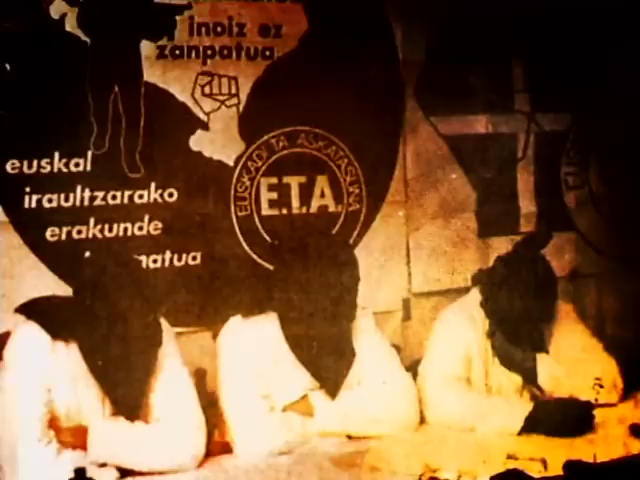 inoiz ez
zanpatua
EUSKADI TA ASKATASUNA
E.T.A.
euskal
iraultzarako
erakunde